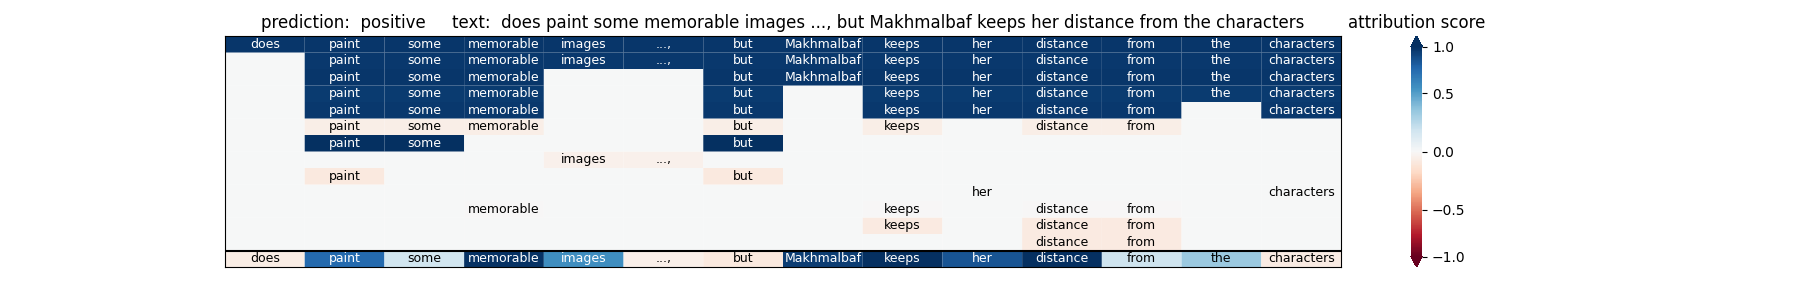 prediction:  positive     text:  does paint some memorable images ..., but Makhmalbaf keeps her distance from the characters     attribution score
does paint some memorable images ..., but Makhmalbaf keeps her distance from the characters
paint some memorable images ..., but Makhmalbaf keeps her distance from the characters
paint some memorable but Makhmalbaf keeps her distance from the characters
paint some memorable but keeps her distance from the characters
paint some memorable but keeps her distance from characters
paint some memorable but keeps distance from
paint some but
images ...,
paint but
her characters
memorable keeps distance from
keeps distance from
distance from
does paint some memorable images ..., but Makhmalbaf keeps her distance from the characters
1.0
0.5
0.0
−0.5
−1.0